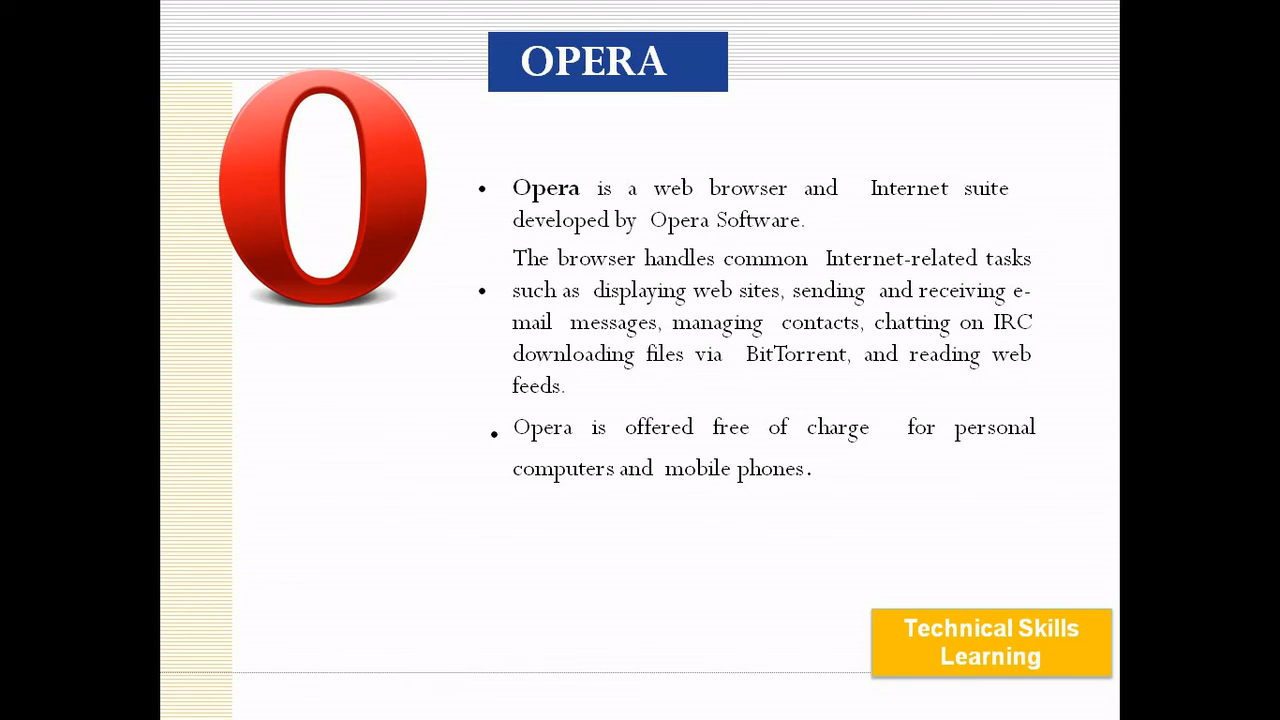 OPERA
• Opera is a web browser and Internet suite
developed by Opera Software.
The browser handles common Internet-related tasks
• such as displaying web sites, sending and receiving e-
mail messages, managing contacts, chatting on IRC
downloading files via BitTorrent, and reading web
feeds.
• Opera is offered free of charge for personal
computers and mobile phones.
Technical Skills
Learning